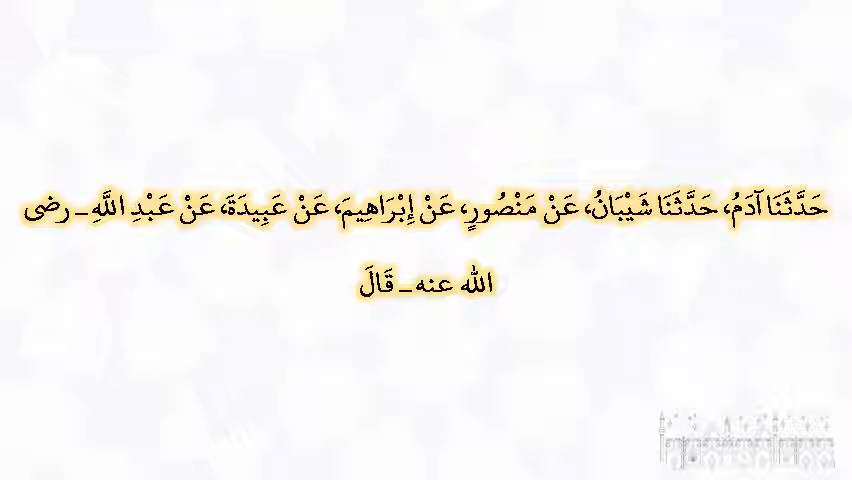 حَدَّثَنَا آدَمُ، حَدَّثَنَا شَيْبَانُ، عَنْ مَنْصُورٍ، عَنْ إِبْرَاهِيمَ، عَنْ عَبِيدَةَ، عَنْ عَبْدِ اللَّهِ ـ رضى
الله عنه ـ قَالَ